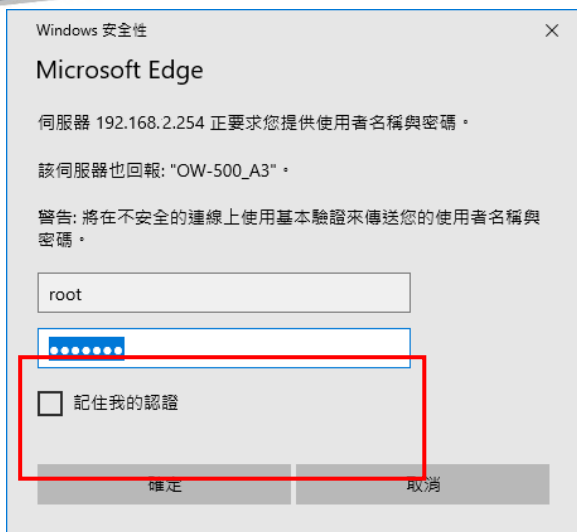 Windows 安全性
Microsoft Edge
伺服器 192.168.2.254 正要求您提供使用者名稱與密碼。
該伺服器也回報: "OW-500_A3"。
警告: 將在不安全的連線上使用基本驗證來傳送您的使用者名稱與
密碼。
root
•••••••
記住我的認證
確定 取消